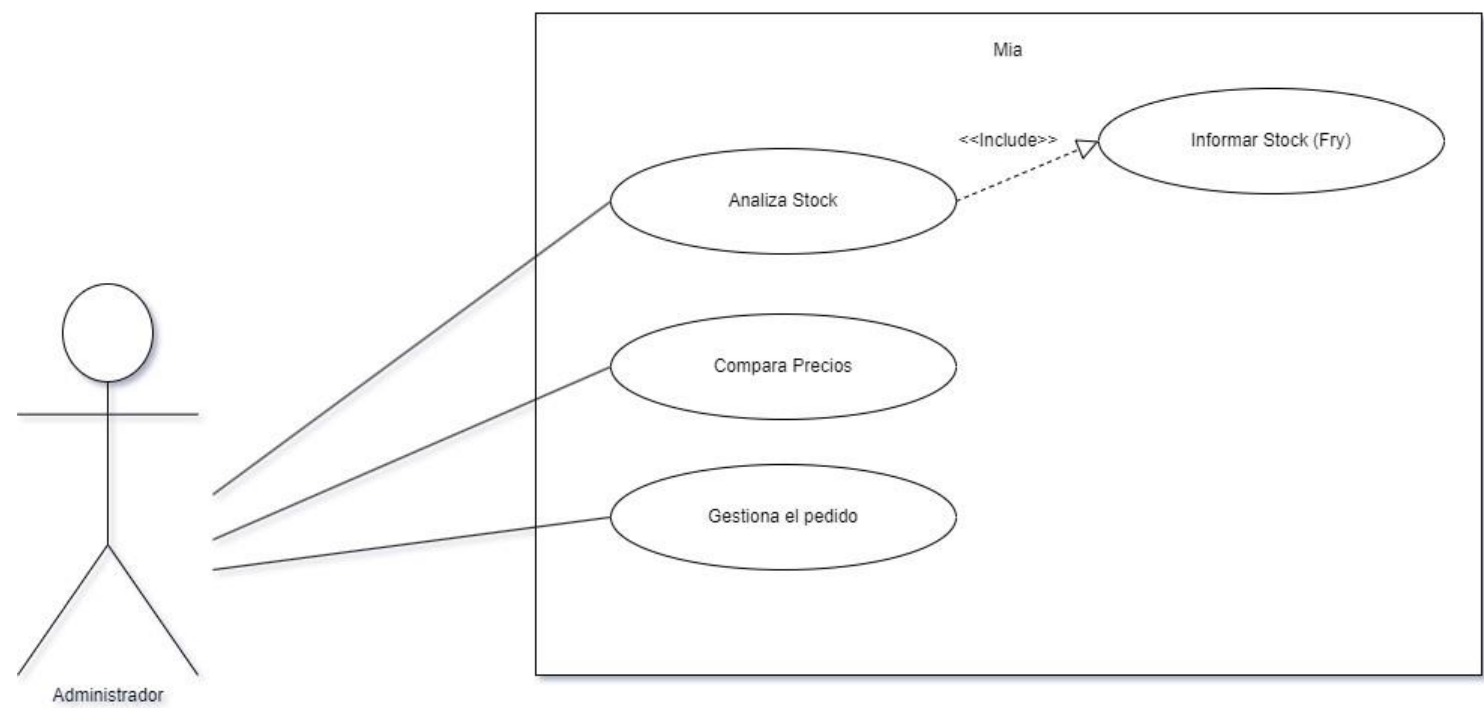 Mia
<<Include>>
Informar Stock (Fry)
Analiza Stock
Compara Precios
Gestiona el pedido
Administrador